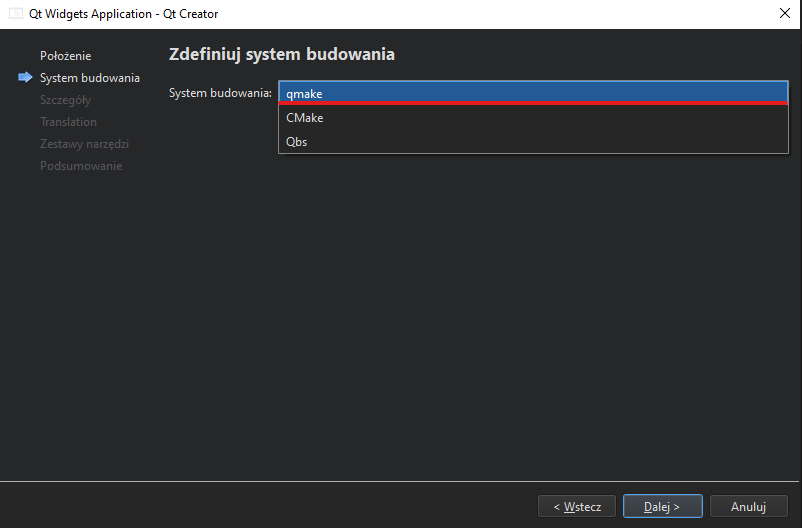 Qt Widgets Application - Qt Creator
Położenie
System budowania
Szczegóły
Translation
Zestawy narzędzi
Podsumowanie
Zdefiniuj system budowania
System budowania:
qmake
CMake
Qbs
< Wstecz
Dalej >
Anuluj